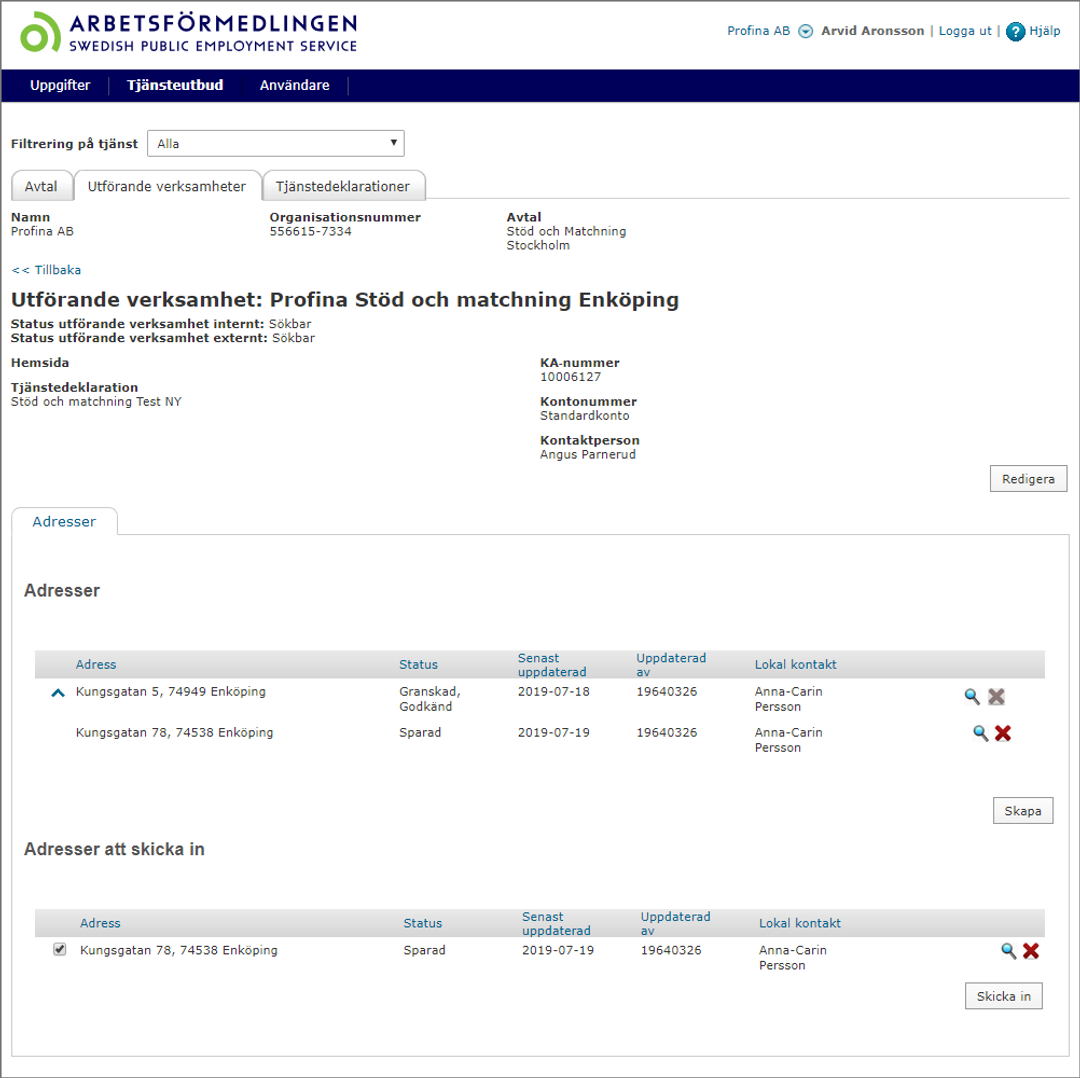 ARBETSFÖRMEDLINGEN
SWEDISH PUBLIC EMPLOYMENT SERVICE
Profina AB Arvid Aronsson | Logga ut | ? Hjälp
Uppgifter Tjänsteutbud Användare
Filtrering på tjänst Alla
Avtal Utförande verksamheter Tjänstedeklarationer
Namn Organisationsnummer Avtal
Profina AB 556615-7334 Stöd och Matchning
Stockholm
<< Tillbaka
Utförande verksamhet: Profina Stöd och matchning Enköping
Status utförande verksamhet internt: Sökbar
Status utförande verksamhet externt: Sökbar
Hemsida KA-nummer
10006127
Tjänstedeklaration
Stöd och matchning Test NY
Kontonummer
Standardkonto
Kontaktperson
Angus Parnerud
Redigera
Adresser
Adresser
Adress Status Senast uppdaterad Uppdaterad av Lokal kontakt
Kungsgatan 5, 74949 Enköping Granskad, Godkänd 2019-07-18 19640326 Anna-Carin Persson
Kungsgatan 78, 74538 Enköping Sparad 2019-07-19 19640326 Anna-Carin Persson
Skapa
Adresser att skicka in
Adress Status Senast uppdaterad Uppdaterad av Lokal kontakt
Kungsgatan 78, 74538 Enköping Sparad 2019-07-19 19640326 Anna-Carin Persson
Skicka in